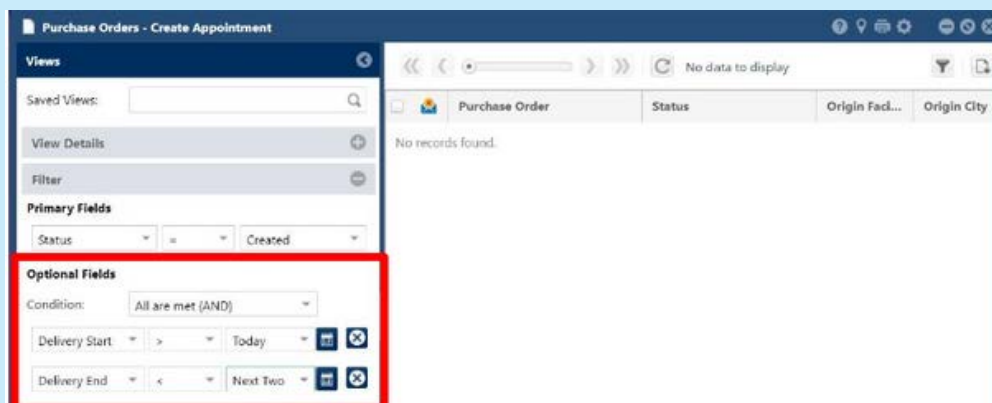 Purchase Orders - Create Appointment
Views
No data to display
Saved Views:
Purchase Order Status Origin Faci... Origin City
View Details
No records found.
Filter
Primary Fields
Status = Created
Optional Fields
Condition: All are met (AND)
Delivery Start > Today
Delivery End < Next Two